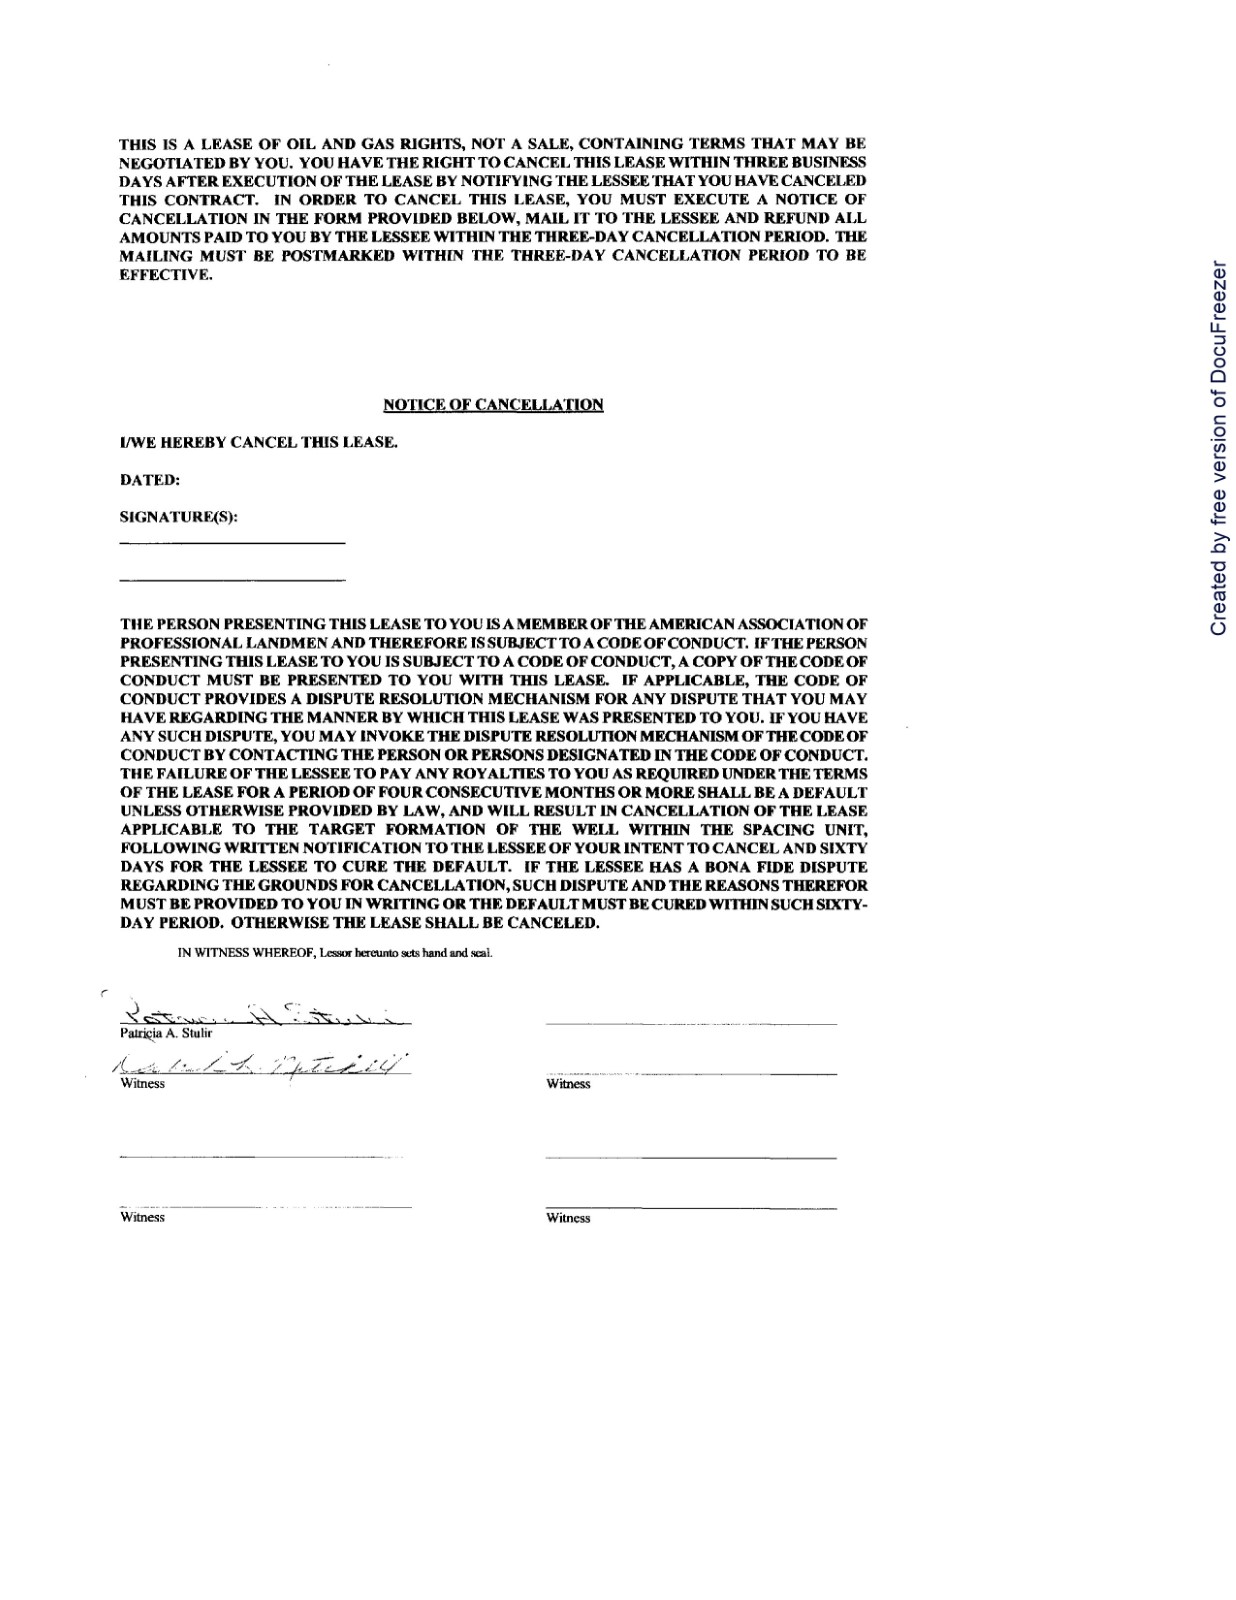 THIS IS A LEASE OF OIL AND GAS RIGHTS, NOT A SALE, CONTAINING TERMS THAT MAY BE
NEGOTIATED BY YOU. YOU HAVE THE RIGHT TO CANCEL THIS LEASE WITHIN THREE BUSINESS
DAYS AFTER EXECUTION OF THE LEASE BY NOTIFYING THE LESSEE THAT YOU HAVE CANCELED
THIS CONTRACT. IN ORDER TO CANCEL THIS LEASE, YOU MUST EXECUTE A NOTICE OF
CANCELLATION IN THE FORM PROVIDED BELOW, MAIL IT TO THE LESSEE AND REFUND ALL
AMOUNTS PAID TO YOU BY THE LESSEE WITHIN THE THREE-DAY CANCELLATION PERIOD. THE
MAILING MUST BE POSTMARKED WITHIN THE THREE-DAY CANCELLATION PERIOD TO BE
EFFECTIVE.
NOTICE OF CANCELLATION
I/WE HEREBY CANCEL THIS LEASE.
DATED:
SIGNATURE(S):
THE PERSON PRESENTING THIS LEASE TO YOU IS A MEMBER OF THE AMERICAN ASSOCIATION OF
PROFESSIONAL LANDMEN AND THEREFORE IS SUBJECT TO A CODE OF CONDUCT. IF THE PERSON
PRESENTING THIS LEASE TO YOU IS SUBJECT TO A CODE OF CONDUCT, A COPY OF THE CODE OF
CONDUCT MUST BE PRESENTED TO YOU WITH THIS LEASE. IF APPLICABLE, THE CODE OF
CONDUCT PROVIDES A DISPUTE RESOLUTION MECHANISM FOR ANY DISPUTE THAT YOU MAY
HAVE REGARDING THE MANNER BY WHICH THIS LEASE WAS PRESENTED TO YOU. IF YOU HAVE
ANY SUCH DISPUTE, YOU MAY INVOKE THE DISPUTE RESOLUTION MECHANISM OF THE CODE OF
CONDUCT BY CONTACTING THE PERSON OR PERSONS DESIGNATED IN THE CODE OF CONDUCT.
THE FAILURE OF THE LESSEE TO PAY ANY ROYALTIES TO YOU AS REQUIRED UNDER THE TERMS
OF THE LEASE FOR A PERIOD OF FOUR CONSECUTIVE MONTHS OR MORE SHALL BE A DEFAULT
UNLESS OTHERWISE PROVIDED BY LAW, AND WILL RESULT IN CANCELLATION OF THE LEASE
APPLICABLE TO THE TARGET FORMATION OF THE WELL WITHIN THE SPACING UNIT,
FOLLOWING WRITTEN NOTIFICATION TO THE LESSEE OF YOUR INTENT TO CANCEL AND SIXTY
DAYS FOR THE LESSEE TO CURE THE DEFAULT. IF THE LESSEE HAS A BONA FIDE DISPUTE
REGARDING THE GROUNDS FOR CANCELLATION, SUCH DISPUTE AND THE REASONS THEREFOR
MUST BE PROVIDED TO YOU IN WRITING OR THE DEFAULT MUST BE CURED WITHIN SUCH SIXTY-
DAY PERIOD. OTHERWISE THE LEASE SHALL BE CANCELED.
IN WITNESS WHEREOF, Lessor hereunto sets hand and seal.
Patricia A. Stulir
Witness
Witness
Witness
Witness
Created by free version of DocuFreezer